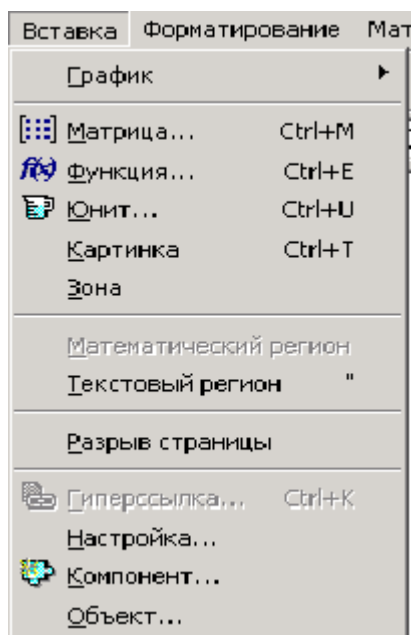 Вставка Форматирование Мат
График
Матрица... Ctrl+M
f(x) Функция... Ctrl+E
Юнит... Ctrl+U
Картинка Ctrl+T
Зона
Математический регион
Текстовый регион "
Разрыв страницы
Гиперссылка... Ctrl+K
Настройка...
Компонент...
Объект...